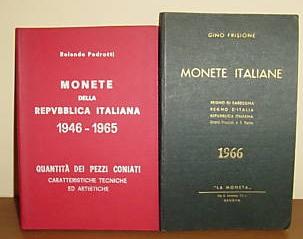 Rolando Pedrotti
MONETE
DELLA
REPVBBLICA ITALIANA
1946 - 1965
QUANTITÀ DEI PEZZI CONIATI
CARATTERISTICHE TECNICHE
ED ARTISTICHE
GINO FRISIONE
MONETE ITALIANE
REGNO DI SARDEGNA
REGNO D'ITALIA
REPUBBLICA ITALIANA
1966
"LA MONETA"
GENOVA